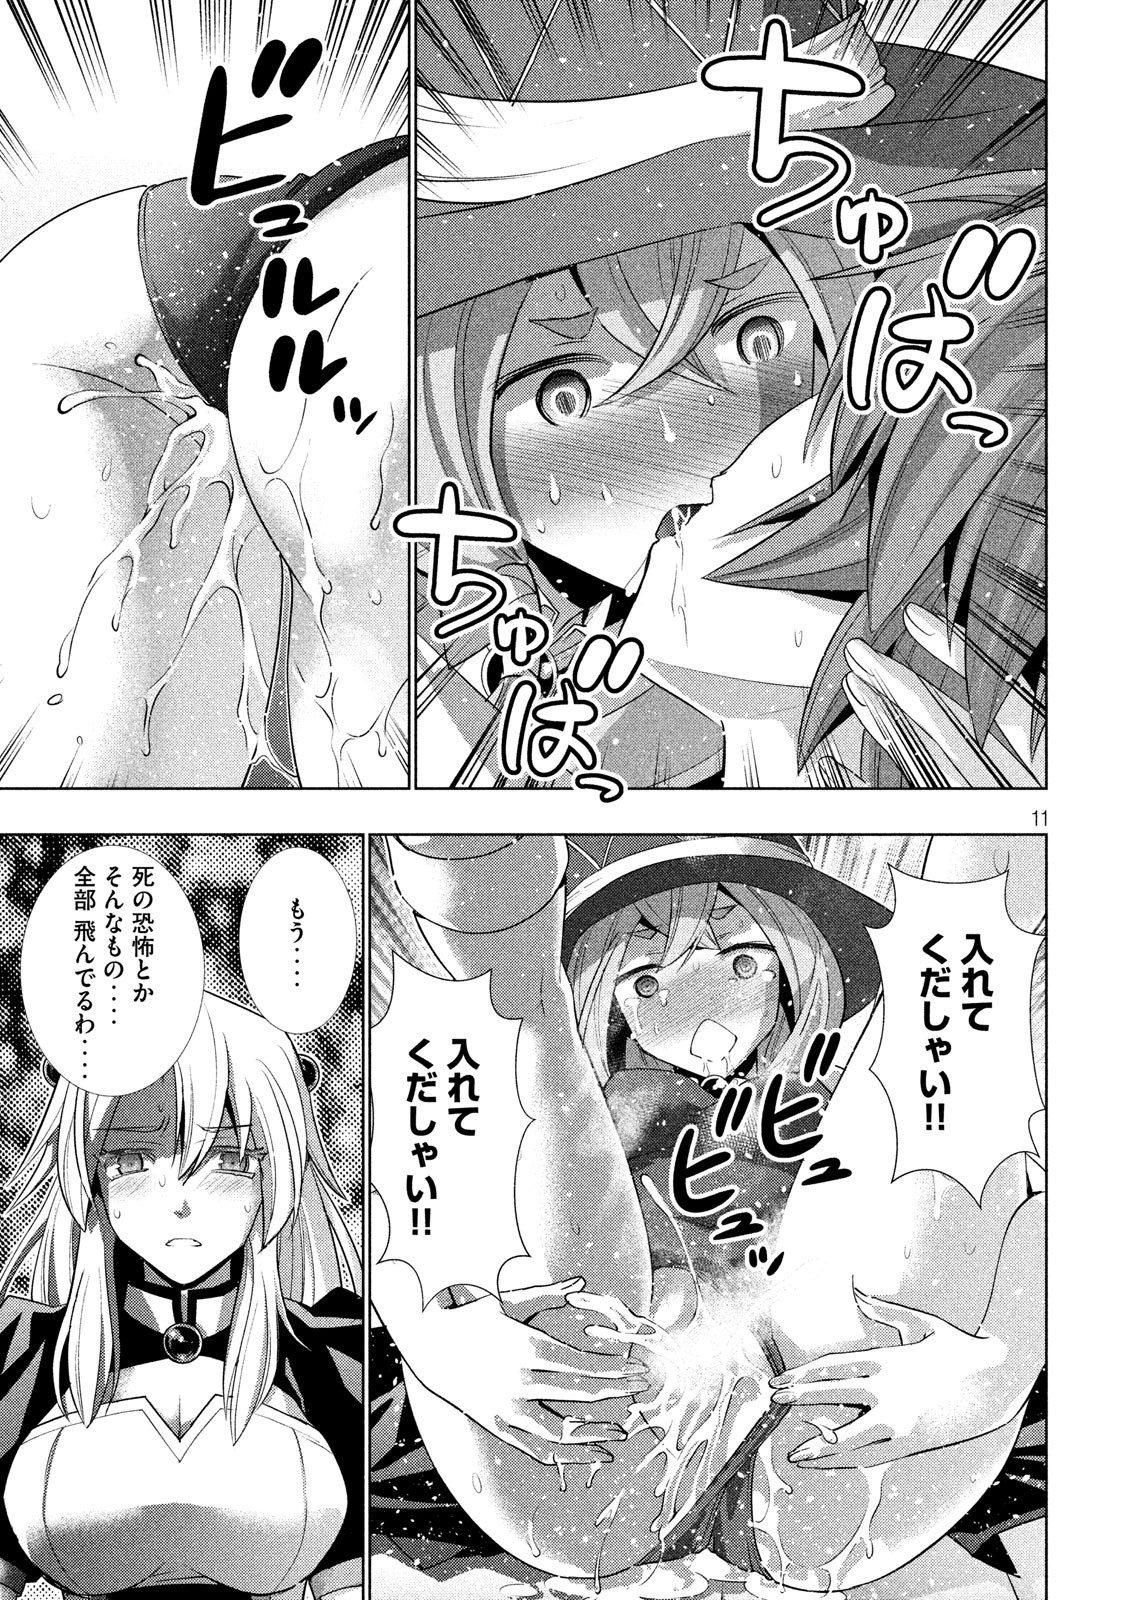 ちゅばっ
ちゅばっ
ビュルルルッ
11
入れて
くだしゃい!!
ビュビュッ
入れて
くだしゃい!!
もう‥‥
死の恐怖とか
そんなもの‥‥
全部 飛んでるわ‥‥